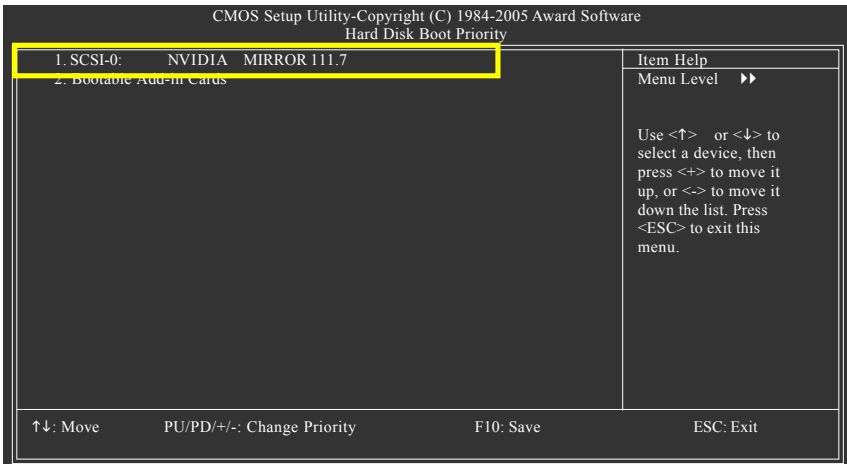 CMOS Setup Utility-Copyright (C) 1984-2005 Award Software
Hard Disk Boot Priority
1. SCSI-0: NVIDIA MIRROR 111.7
2. Bootable Add-in Cards
Item Help
Menu Level ▸▸
Use <↑> or <↓> to
select a device, then
press <+> to move it
up, or <-> to move it
down the list. Press
<ESC> to exit this
menu.
↑↓: Move PU/PD/+/-: Change Priority F10: Save ESC: Exit